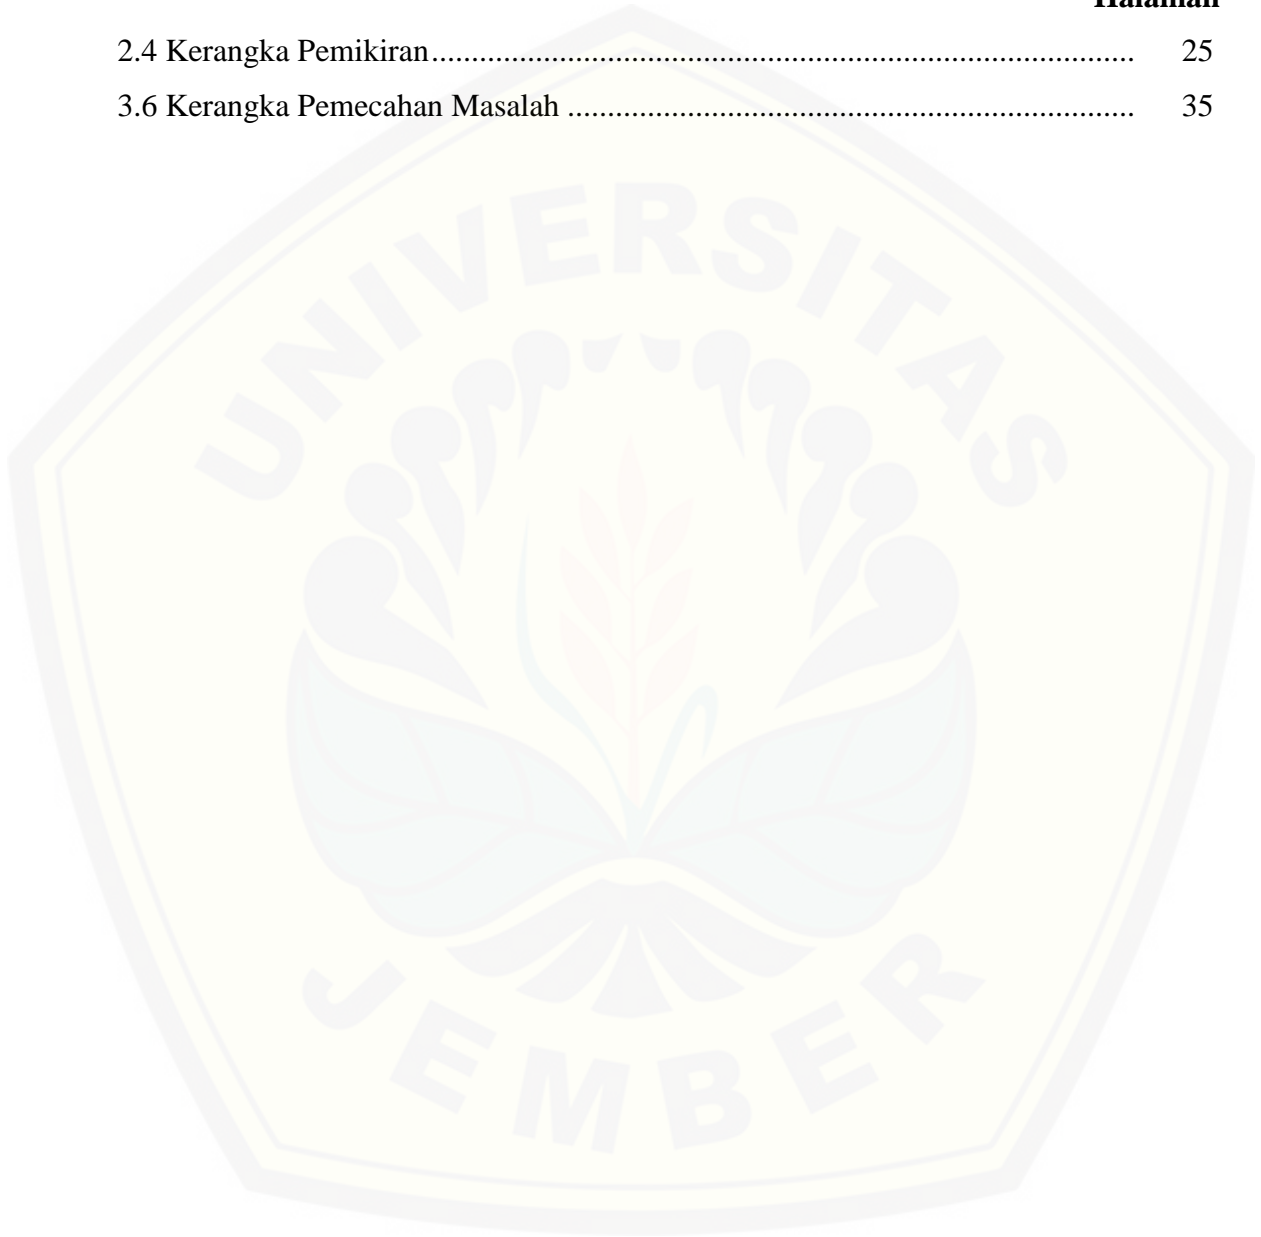 Halaman
2.4 Kerangka Pemikiran........................................................................................ 25
3.6 Kerangka Pemecahan Masalah ....................................................................... 35
UNIVERSITAS
JEMBER